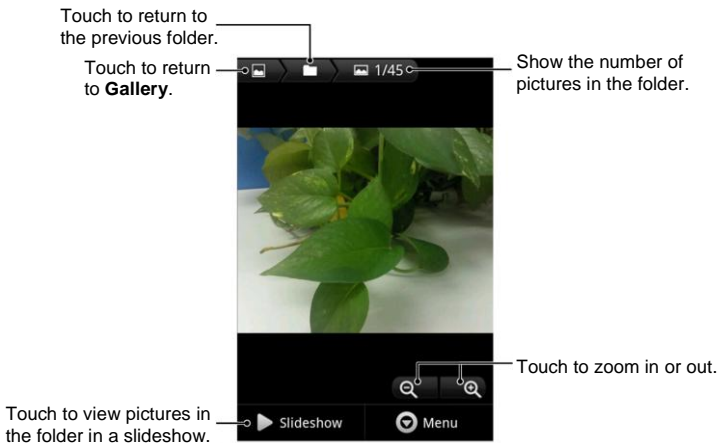 Touch to return to
the previous folder.
Touch to return
to Gallery.
1/45
Show the number of
pictures in the folder.
Touch to zoom in or out.
Touch to view pictures in
the folder in a slideshow.
Slideshow
Menu